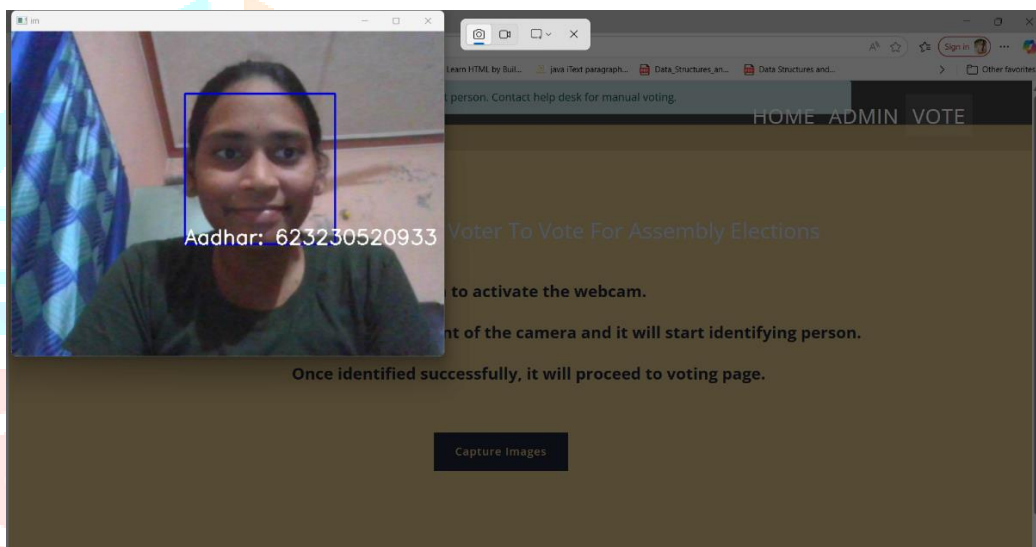 im
Sign in
Learn HTML by Buil...
java iText paragraph...
Data_Structures_an...
Data Structures and...
Other favorites
t person. Contact help desk for manual voting.
HOME ADMIN VOTE
Aadhar: 623230520933
Voter To Vote For Assembly Elections
to activate the webcam.
nt of the camera and it will start identifying person.
Once identified successfully, it will proceed to voting page.
Capture Images